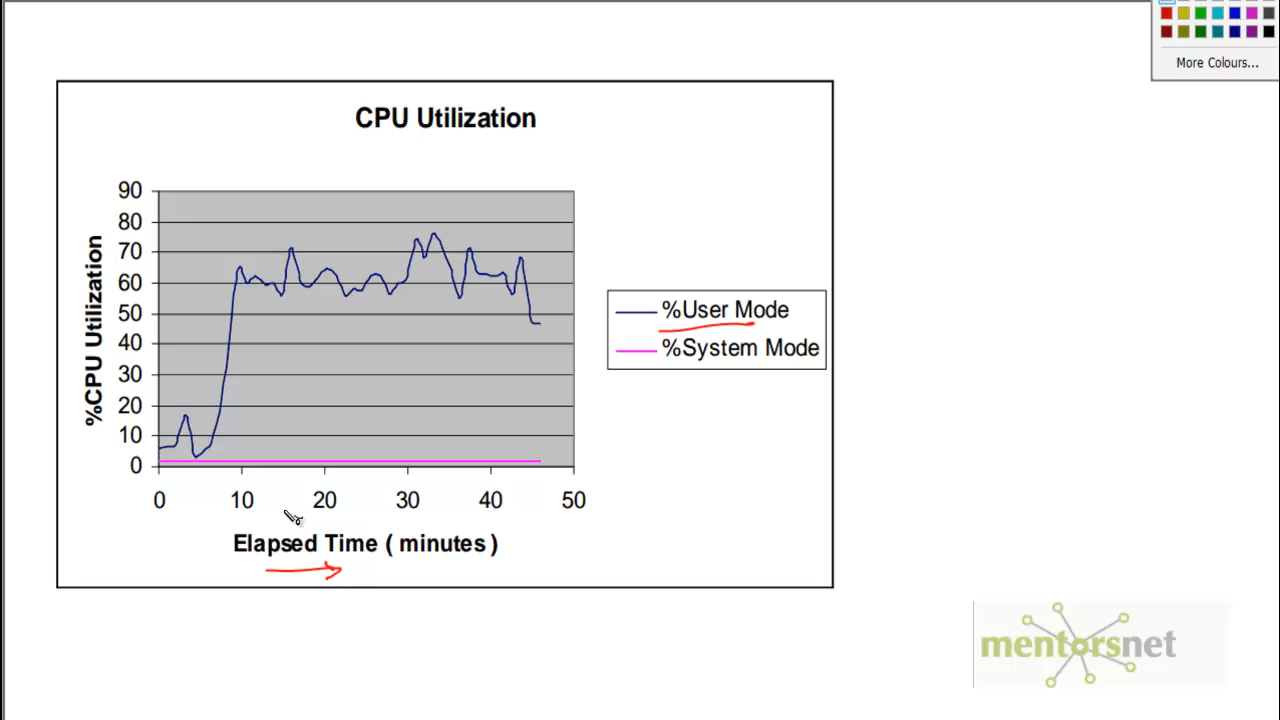 More Colours...
CPU Utilization
90
80
70
60
50
40
30
20
10
0
%CPU Utilization
%User Mode
%System Mode
0 10 20 30 40 50
Elapsed Time ( minutes )
mentorsnet